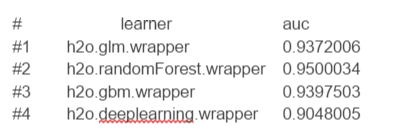 # learner auc
#1 h2o.glm.wrapper 0.9372006
#2 h2o.randomForest.wrapper 0.9500034
#3 h2o.gbm.wrapper 0.9397503
#4 h2o.deeplearning.wrapper 0.9048005